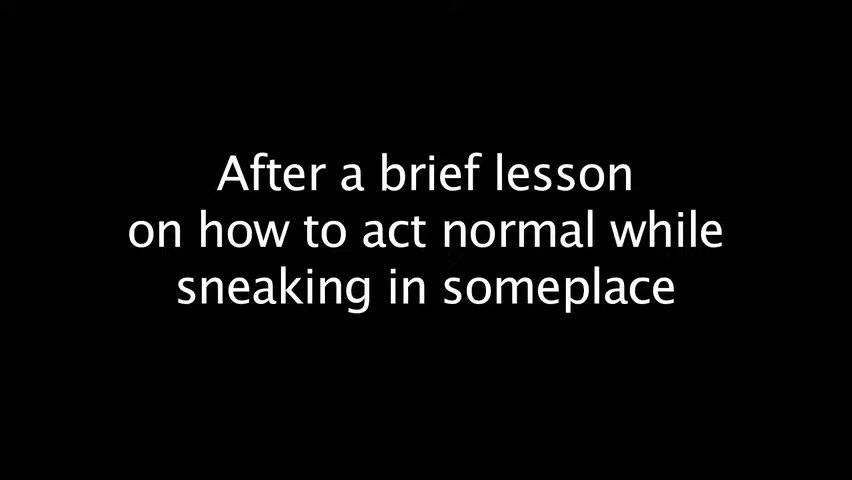 After a brief lesson
on how to act normal while
sneaking in someplace